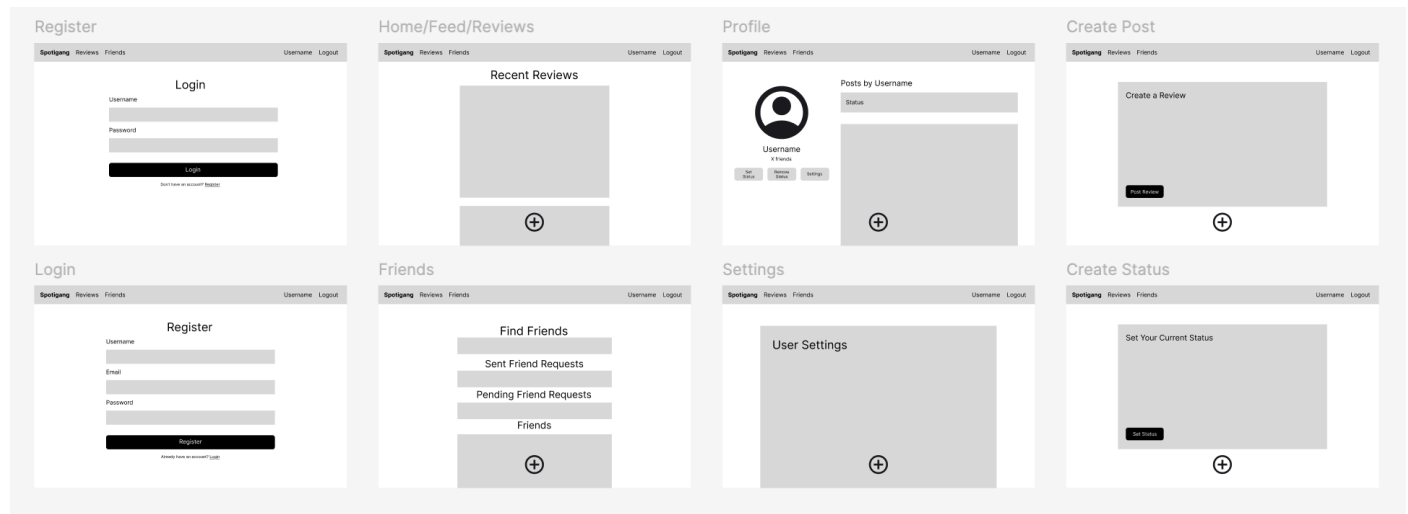 Register
Spotigang Reviews Friends Username Logout
Login
Username
Password
Login
Don't have an account? Register
Home/Feed/Reviews
Spotigang Reviews Friends Username Logout
Recent Reviews
Profile
Spotigang Reviews Friends Username Logout
Username
X friends
Set
Status
Remove
Status
Settings
Posts by Username
Status
Create Post
Spotigang Reviews Friends Username Logout
Create a Review
Post Review
Login
Spotigang Reviews Friends Username Logout
Register
Username
Email
Password
Register
Already have an account? Login
Friends
Spotigang Reviews Friends Username Logout
Find Friends
Sent Friend Requests
Pending Friend Requests
Friends
Settings
Spotigang Reviews Friends Username Logout
User Settings
Create Status
Spotigang Reviews Friends Username Logout
Set Your Current Status
Set Status